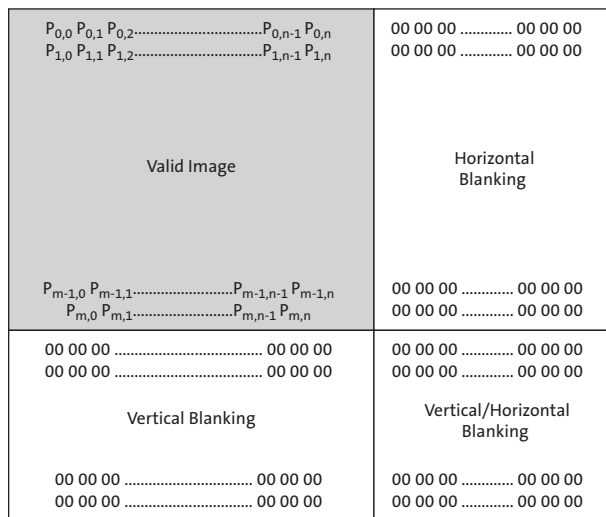 P0,0 P0,1 P0,2.....................................P0,n-1 P0,n
00 00 00 ............. 00 00 00
P1,0 P1,1 P1,2.....................................P1,n-1 P1,n
00 00 00 ............. 00 00 00
Valid Image
Horizontal
Blanking
Pm-1,0 Pm-1,1.............................Pm-1,n-1 Pm-1,n
00 00 00 ............. 00 00 00
Pm,0 Pm,1.............................Pm,n-1 Pm,n
00 00 00 ............. 00 00 00
00 00 00 ..................................... 00 00 00
00 00 00 ............. 00 00 00
00 00 00 ..................................... 00 00 00
00 00 00 ............. 00 00 00
Vertical Blanking
Vertical/Horizontal
Blanking
00 00 00 ................................ 00 00 00
00 00 00 ............. 00 00 00
00 00 00 ................................ 00 00 00
00 00 00 ............. 00 00 00